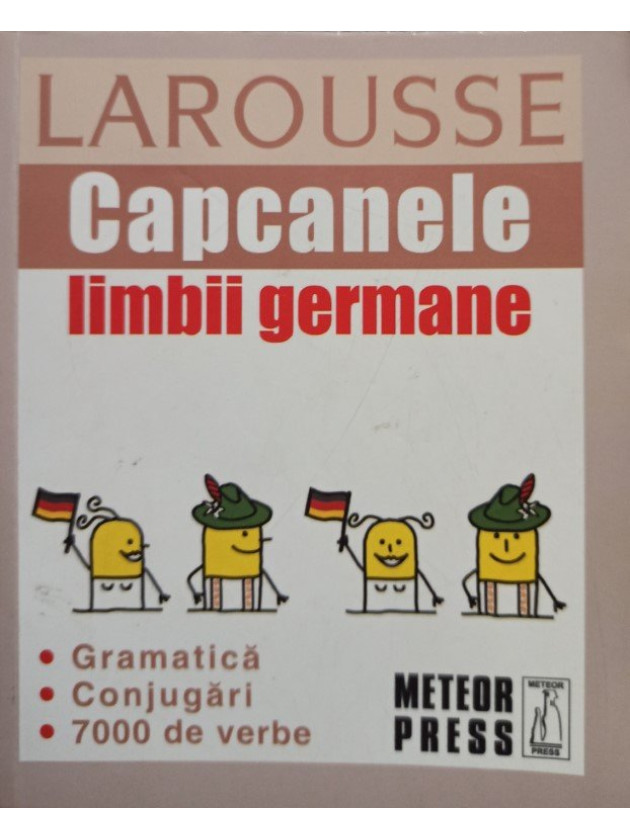 LAROUSSE
Capcanele
limbii germane
• Gramatică
• Conjugări
• 7000 de verbe
METEOR
PRESS
METEOR
PRESS